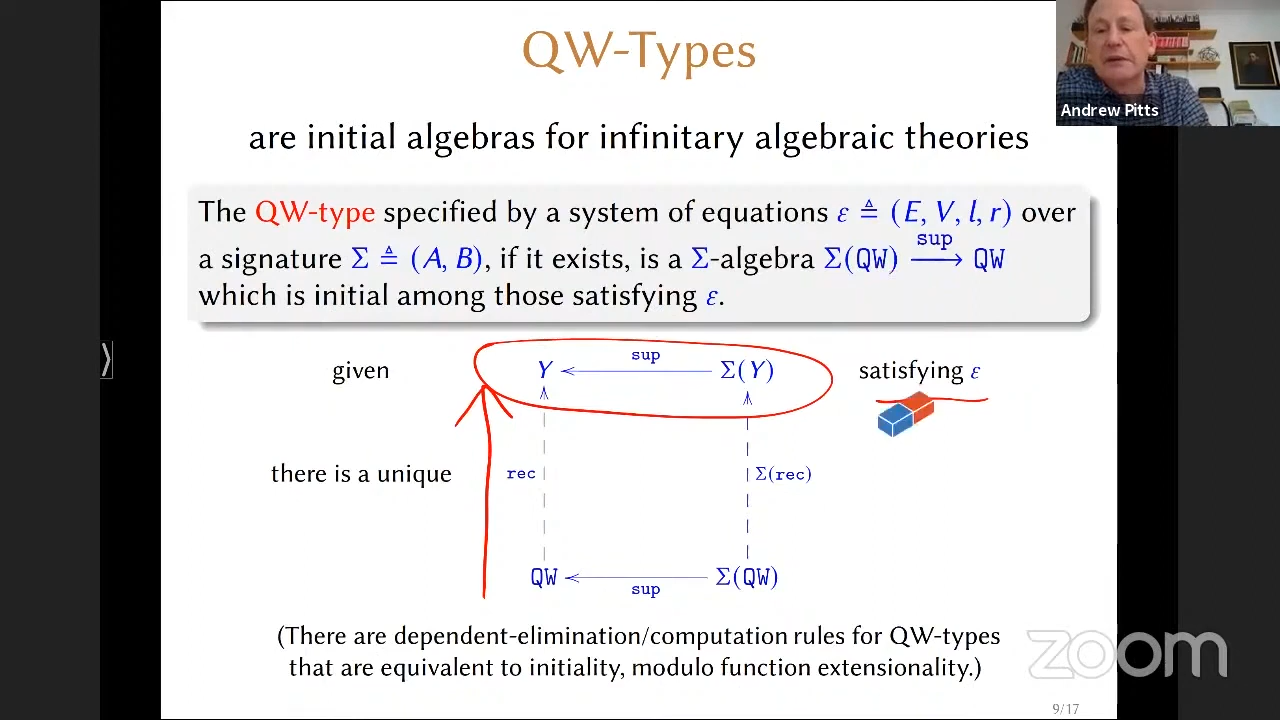 QW-Types
Andrew Pitts
are initial algebras for infinitary algebraic theories
The QW-type specified by a system of equations ε ≜ (E, V, l, r) over
a signature Σ ≜ (A, B), if it exists, is a Σ-algebra Σ(QW) sup⟶ QW
which is initial among those satisfying ε.
given Y sup Σ(Y) satisfying ε
there is a unique rec Σ(rec)
QW sup Σ(QW)
(There are dependent-elimination/computation rules for QW-types
that are equivalent to initiality, modulo function extensionality.)
zoom
9/17